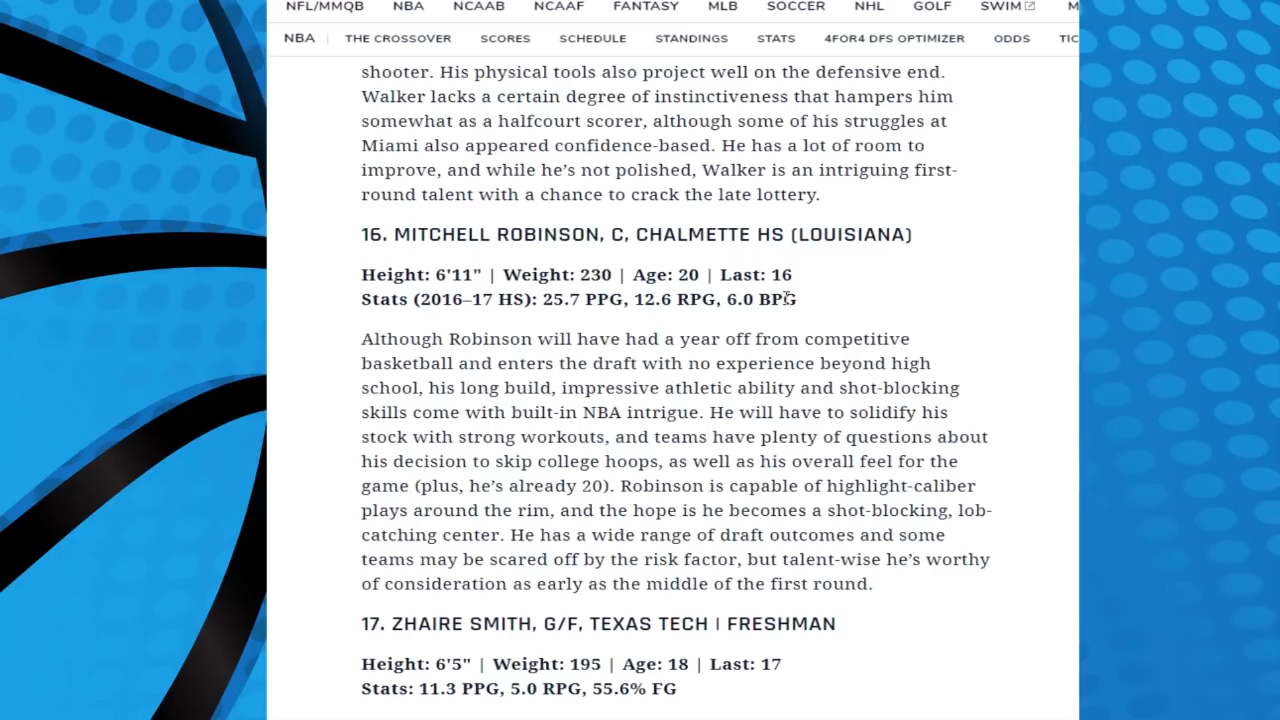 NFL/MMQB NBA NCAAB NCAAF FANTASY MLB SOCCER NHL GOLF SWIM M
NBA | THE CROSSOVER SCORES SCHEDULE STANDINGS STATS 4FOR4 DFS OPTIMIZER ODDS TIC
shooter. His physical tools also project well on the defensive end.
Walker lacks a certain degree of instinctiveness that hampers him
somewhat as a halfcourt scorer, although some of his struggles at
Miami also appeared confidence-based. He has a lot of room to
improve, and while he’s not polished, Walker is an intriguing first-
round talent with a chance to crack the late lottery.
16. MITCHELL ROBINSON, C, CHALMETTE HS (LOUISIANA)
Height: 6'11" | Weight: 230 | Age: 20 | Last: 16
Stats (2016–17 HS): 25.7 PPG, 12.6 RPG, 6.0 BPG
Although Robinson will have had a year off from competitive
basketball and enters the draft with no experience beyond high
school, his long build, impressive athletic ability and shot-blocking
skills come with built-in NBA intrigue. He will have to solidify his
stock with strong workouts, and teams have plenty of questions about
his decision to skip college hoops, as well as his overall feel for the
game (plus, he’s already 20). Robinson is capable of highlight-caliber
plays around the rim, and the hope is he becomes a shot-blocking, lob-
catching center. He has a wide range of draft outcomes and some
teams may be scared off by the risk factor, but talent-wise he’s worthy
of consideration as early as the middle of the first round.
17. ZHAIRE SMITH, G/F, TEXAS TECH | FRESHMAN
Height: 6'5" | Weight: 195 | Age: 18 | Last: 17
Stats: 11.3 PPG, 5.0 RPG, 55.6% FG